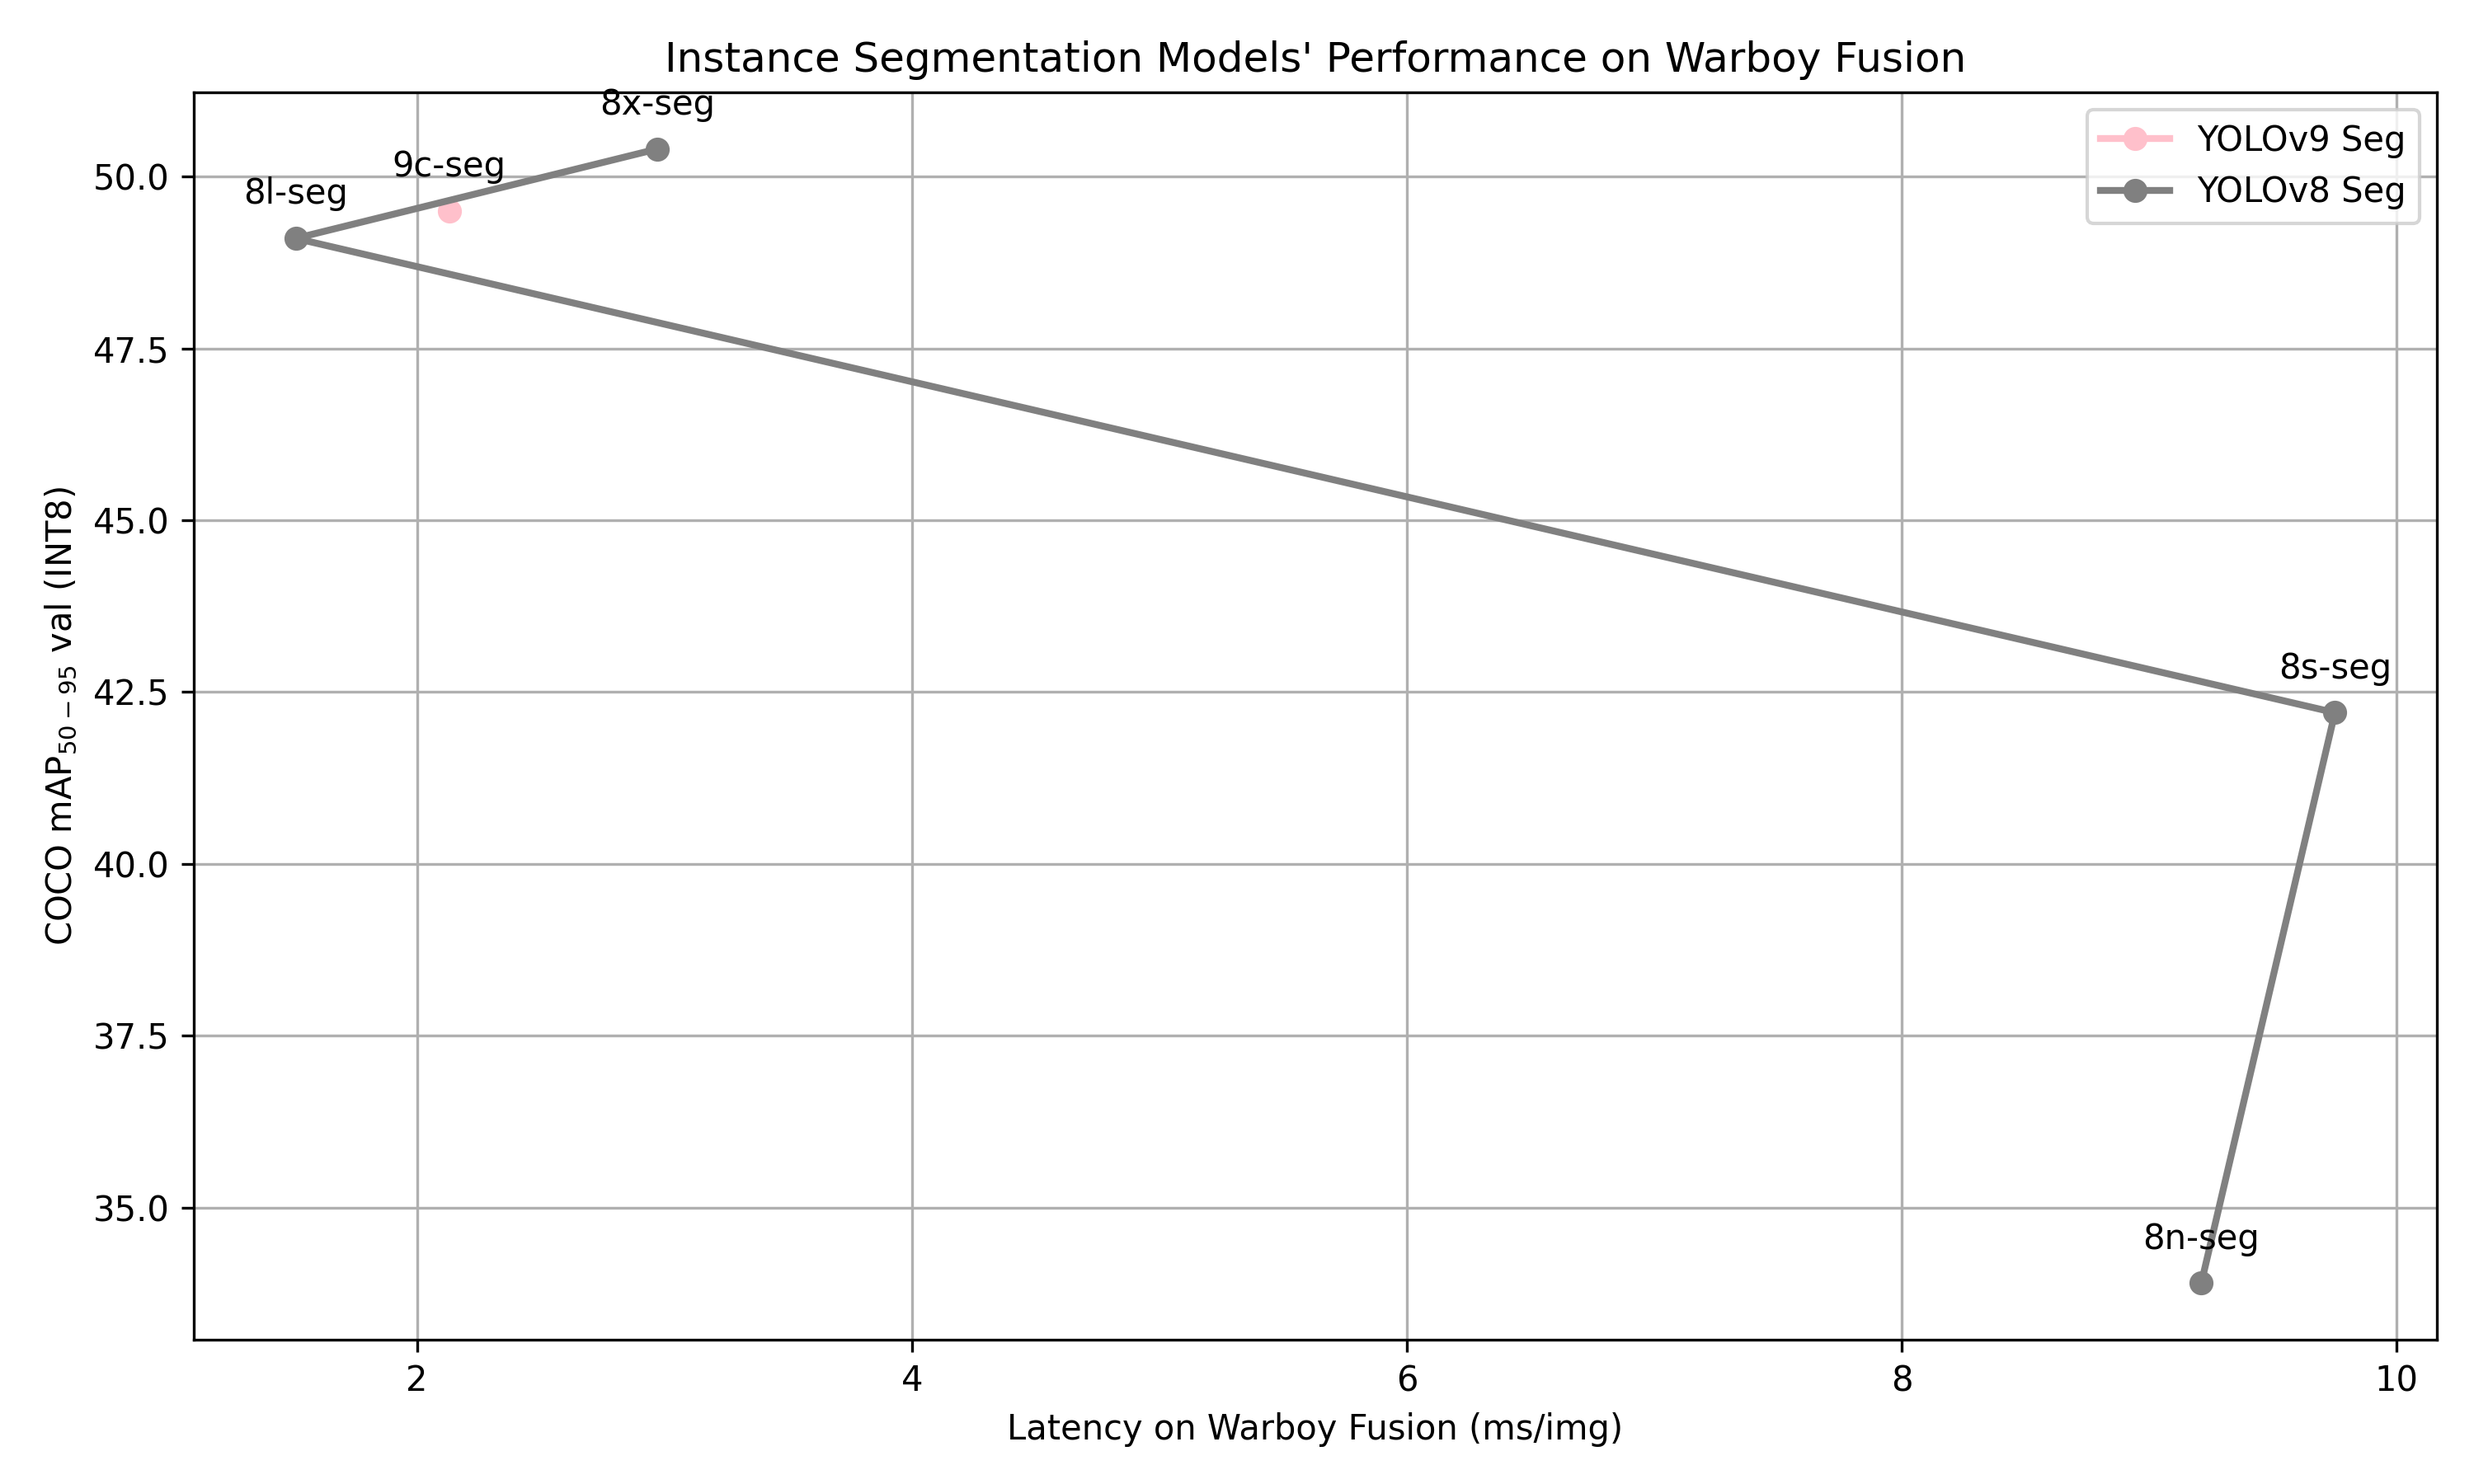 Instance Segmentation Models' Performance on Warboy Fusion
8x-seg
9c-seg
8l-seg
YOLOv9 Seg
YOLOv8 Seg
50.0
47.5
45.0
42.5
40.0
37.5
35.0
COCO mAP50−95 val (INT8)
8s-seg
8n-seg
2
4
6
8
10
Latency on Warboy Fusion (ms/img)